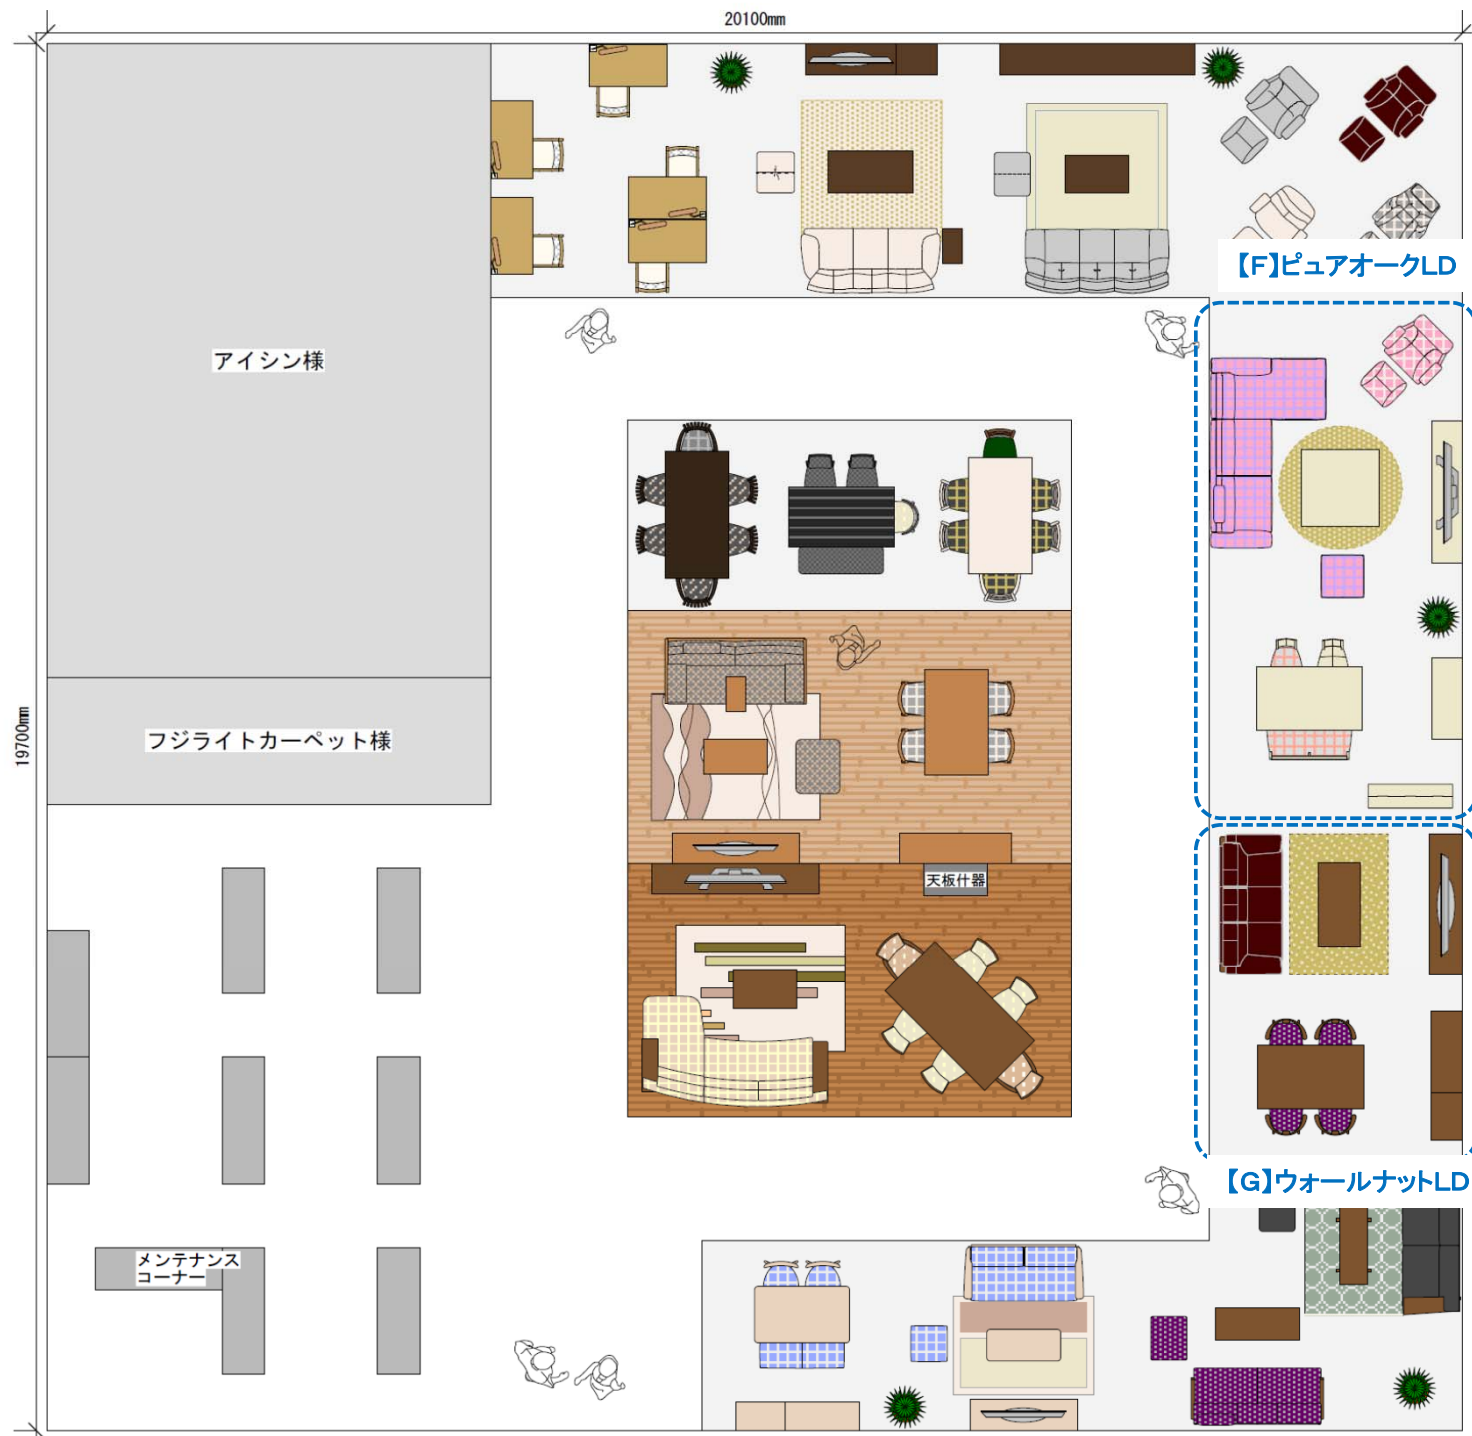 20100mm
【F】ピュアオークLD
アイシン様
19700mm
フジライトカーペット様
天板什器
【G】ウォールナットLD
メンテナンス
コーナー